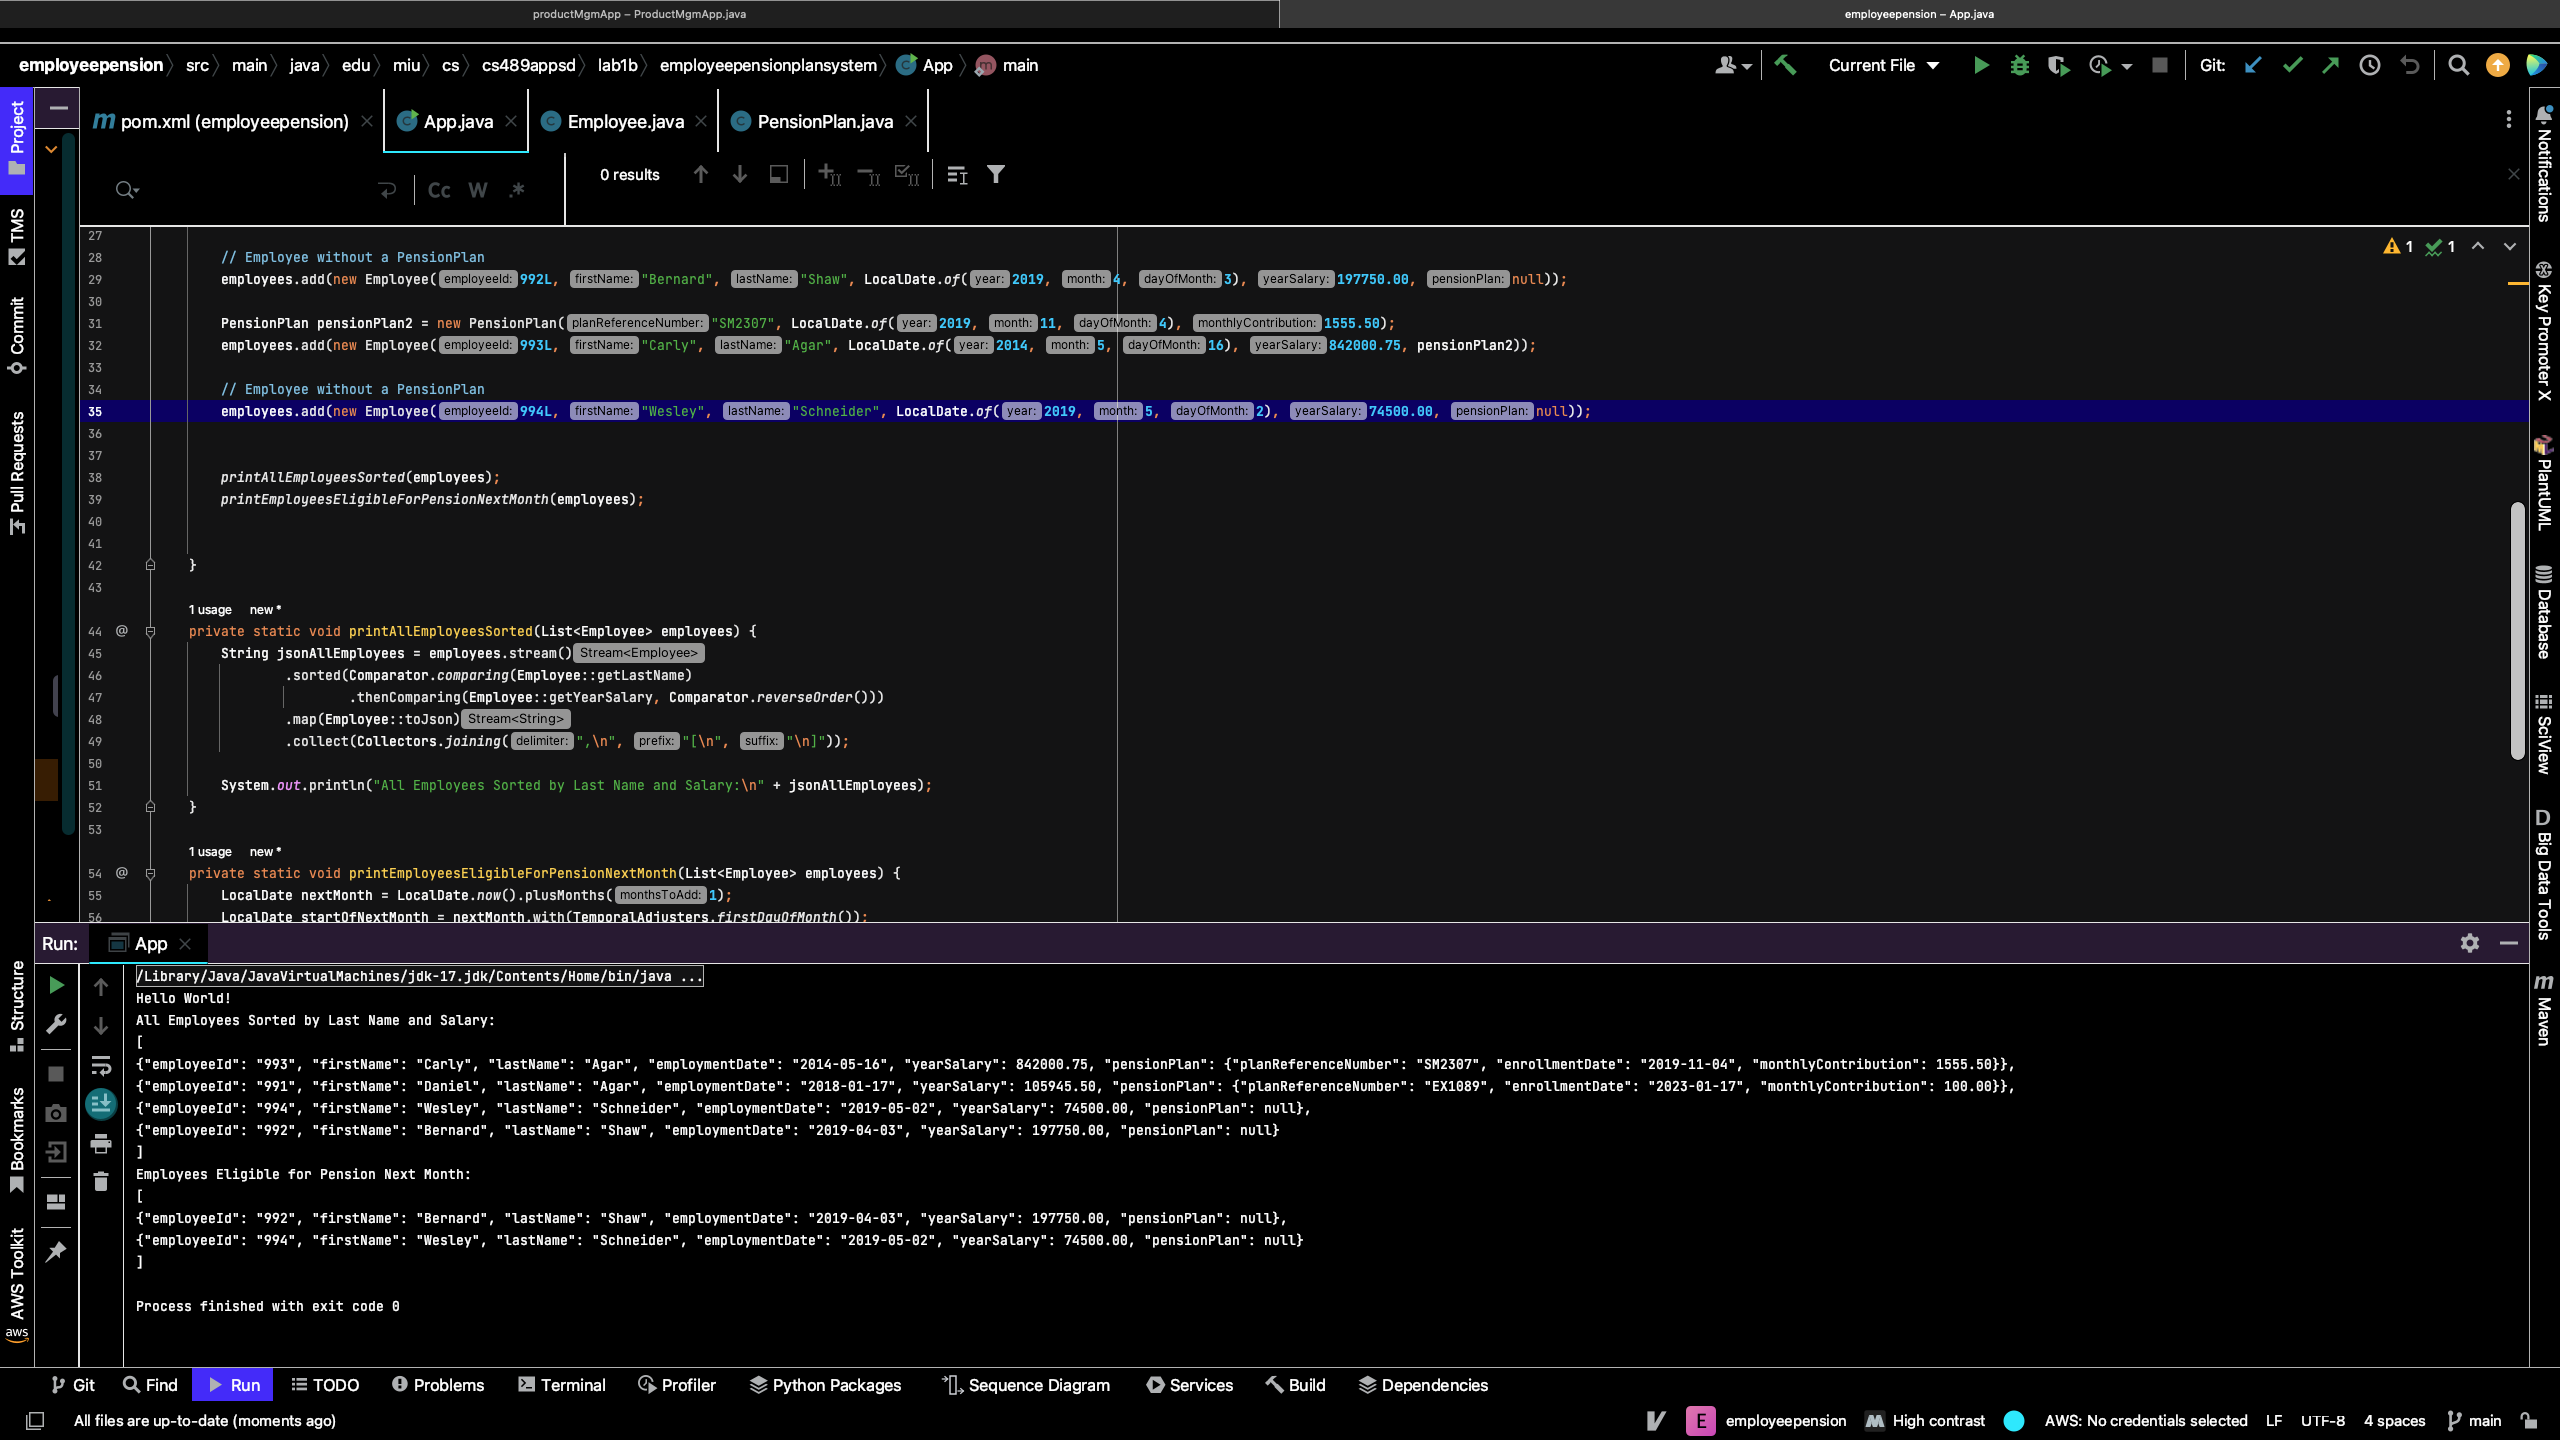 productMgmApp – ProductMgmApp.java
employeepension – App.java
employeepension src main java edu miu cs cs489appsd lab1b employeepensionplansystem App main
Current File
Git:
pom.xml (employeepension) App.java Employee.java PensionPlan.java
Cc W .*
0 results
27
28 // Employee without a PensionPlan
29 employees.add(new Employee( employeeId: 992L, firstName: "Bernard", lastName: "Shaw", LocalDate.of( year: 2019, month: 4, dayOfMonth: 3), yearSalary: 197750.00, pensionPlan: null));
30
31 PensionPlan pensionPlan2 = new PensionPlan( planReferenceNumber: "SM2307", LocalDate.of( year: 2019, month: 11, dayOfMonth: 4), monthlyContribution: 1555.50);
32 employees.add(new Employee( employeeId: 993L, firstName: "Carly", lastName: "Agar", LocalDate.of( year: 2014, month: 5, dayOfMonth: 16), yearSalary: 842000.75, pensionPlan2));
33
34 // Employee without a PensionPlan
35 employees.add(new Employee( employeeId: 994L, firstName: "Wesley", lastName: "Schneider", LocalDate.of( year: 2019, month: 5, dayOfMonth: 2), yearSalary: 74500.00, pensionPlan: null));
36
37
38 printAllEmployeesSorted(employees);
39 printEmployeesEligibleForPensionNextMonth(employees);
40
41
42 }
43
1 usage new *
44 @ private static void printAllEmployeesSorted(List<Employee> employees) {
45 String jsonAllEmployees = employees.stream() Stream<Employee>
46 .sorted(Comparator.comparing(Employee::getLastName)
47 .thenComparing(Employee::getYearSalary, Comparator.reverseOrder()))
48 .map(Employee::toJson) Stream<String>
49 .collect(Collectors.joining( delimiter: ",\n", prefix: "[\n", suffix: "\n]"));
50
51 System.out.println("All Employees Sorted by Last Name and Salary:\n" + jsonAllEmployees);
52 }
53
1 usage new *
54 @ private static void printEmployeesEligibleForPensionNextMonth(List<Employee> employees) {
55 LocalDate nextMonth = LocalDate.now().plusMonths( monthsToAdd: 1);
56 LocalDate startOfNextMonth = nextMonth.with(TemporalAdjusters.firstDayOfMonth());
1 1
Project
TMS
Commit
Pull Requests
Structure
Bookmarks
AWS Toolkit
aws
Notifications
Key Promoter X
PlantUML
Database
SciView
D Big Data Tools
m Maven
Run: App
/Library/Java/JavaVirtualMachines/jdk-17.jdk/Contents/Home/bin/java ...
Hello World!
All Employees Sorted by Last Name and Salary:
[
{"employeeId": "993", "firstName": "Carly", "lastName": "Agar", "employmentDate": "2014-05-16", "yearSalary": 842000.75, "pensionPlan": {"planReferenceNumber": "SM2307", "enrollmentDate": "2019-11-04", "monthlyContribution": 1555.50}},
{"employeeId": "991", "firstName": "Daniel", "lastName": "Agar", "employmentDate": "2018-01-17", "yearSalary": 105945.50, "pensionPlan": {"planReferenceNumber": "EX1089", "enrollmentDate": "2023-01-17", "monthlyContribution": 100.00}},
{"employeeId": "994", "firstName": "Wesley", "lastName": "Schneider", "employmentDate": "2019-05-02", "yearSalary": 74500.00, "pensionPlan": null},
{"employeeId": "992", "firstName": "Bernard", "lastName": "Shaw", "employmentDate": "2019-04-03", "yearSalary": 197750.00, "pensionPlan": null}
]
Employees Eligible for Pension Next Month:
[
{"employeeId": "992", "firstName": "Bernard", "lastName": "Shaw", "employmentDate": "2019-04-03", "yearSalary": 197750.00, "pensionPlan": null},
{"employeeId": "994", "firstName": "Wesley", "lastName": "Schneider", "employmentDate": "2019-05-02", "yearSalary": 74500.00, "pensionPlan": null}
]
Process finished with exit code 0
Git Find Run TODO Problems Terminal Profiler Python Packages Sequence Diagram Services Build Dependencies
All files are up-to-date (moments ago)
E employeepension High contrast AWS: No credentials selected LF UTF-8 4 spaces main